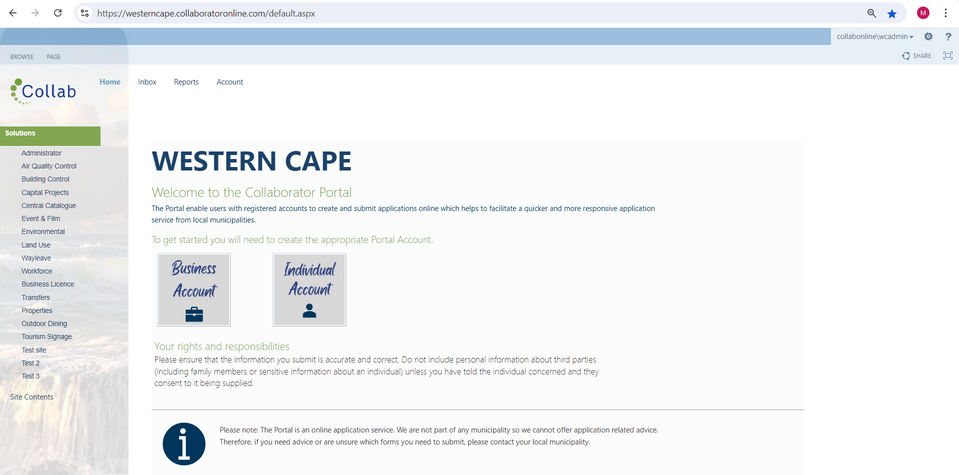 https://westerncape.collaboratoronline.com/default.aspx
M
collabonline\wcadmin
?
BROWSE PAGE
SHARE
Collab
Home Inbox Reports Account
Solutions
Administrator
Air Quality Control
Building Control
Capital Projects
Central Catalogue
Event & Film
Environmental
Land Use
Wayleave
Workforce
Business Licence
Transfers
Properties
Outdoor Dining
Tourism Signage
Test site
Test 2
Test 3
Site Contents
WESTERN CAPE
Welcome to the Collaborator Portal
The Portal enable users with registered accounts to create and submit applications online which helps to facilitate a quicker and more responsive application
service from local municipalities.
To get started you will need to create the appropriate Portal Account.
Business
Account
Individual
Account
Your rights and responsibilities
Please ensure that the information you submit is accurate and correct. Do not include personal information about third parties
(including family members or sensitive information about an individual) unless you have told the individual concerned and they
consent to it being supplied.
i
Please note: The Portal is an online application service. We are not part of any municipality so we cannot offer application related advice.
Therefore, if you need advice or are unsure which forms you need to submit, please contact your local municipality.